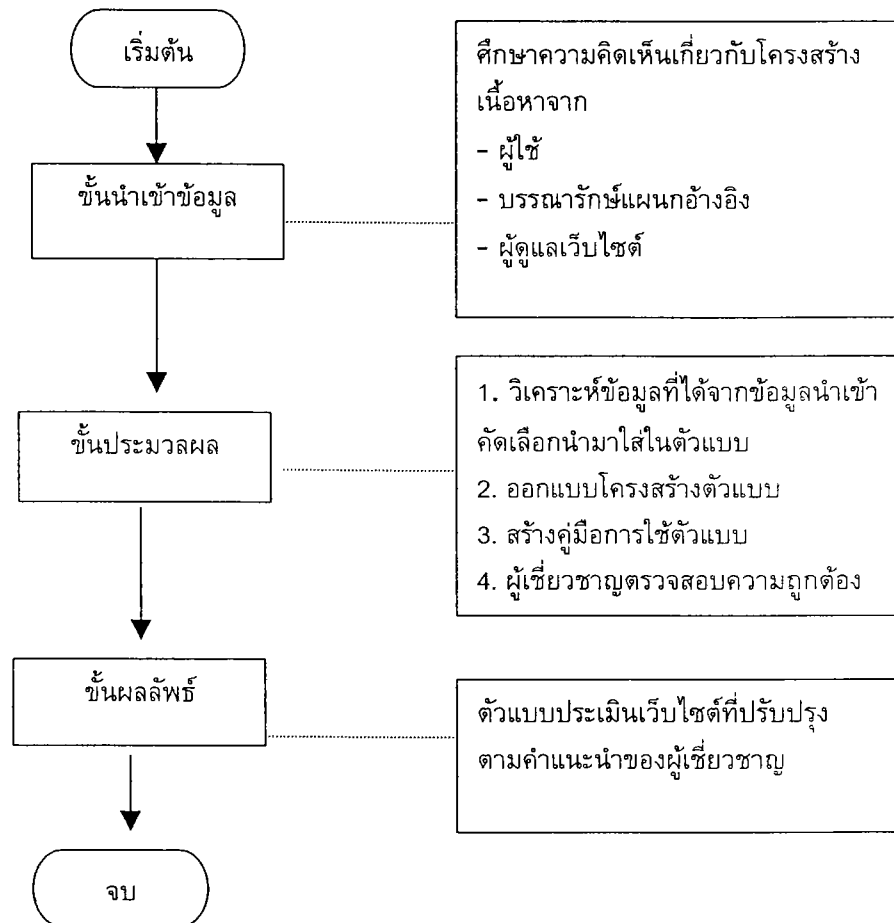 เริ่มต้น
ศึกษาความคิดเห็นเกี่ยวกับโครงสร้าง
เนื้อหาจาก
- ผู้ใช้
- บรรณารักษ์แผนกอ้างอิง
- ผู้ดูแลเว็บไซต์
ขั้นนำเข้าข้อมูล
1. วิเคราะห์ข้อมูลที่ได้จากข้อมูลนำเข้า
คัดเลือกนำมาใส่ในตัวแบบ
2. ออกแบบโครงสร้างตัวแบบ
3. สร้างคู่มือการใช้ตัวแบบ
4. ผู้เชี่ยวชาญตรวจสอบความถูกต้อง
ขั้นประมวลผล
ขั้นผลลัพธ์
ตัวแบบประเมินเว็บไซต์ที่ปรับปรุง
ตามคำแนะนำของผู้เชี่ยวชาญ
จบ